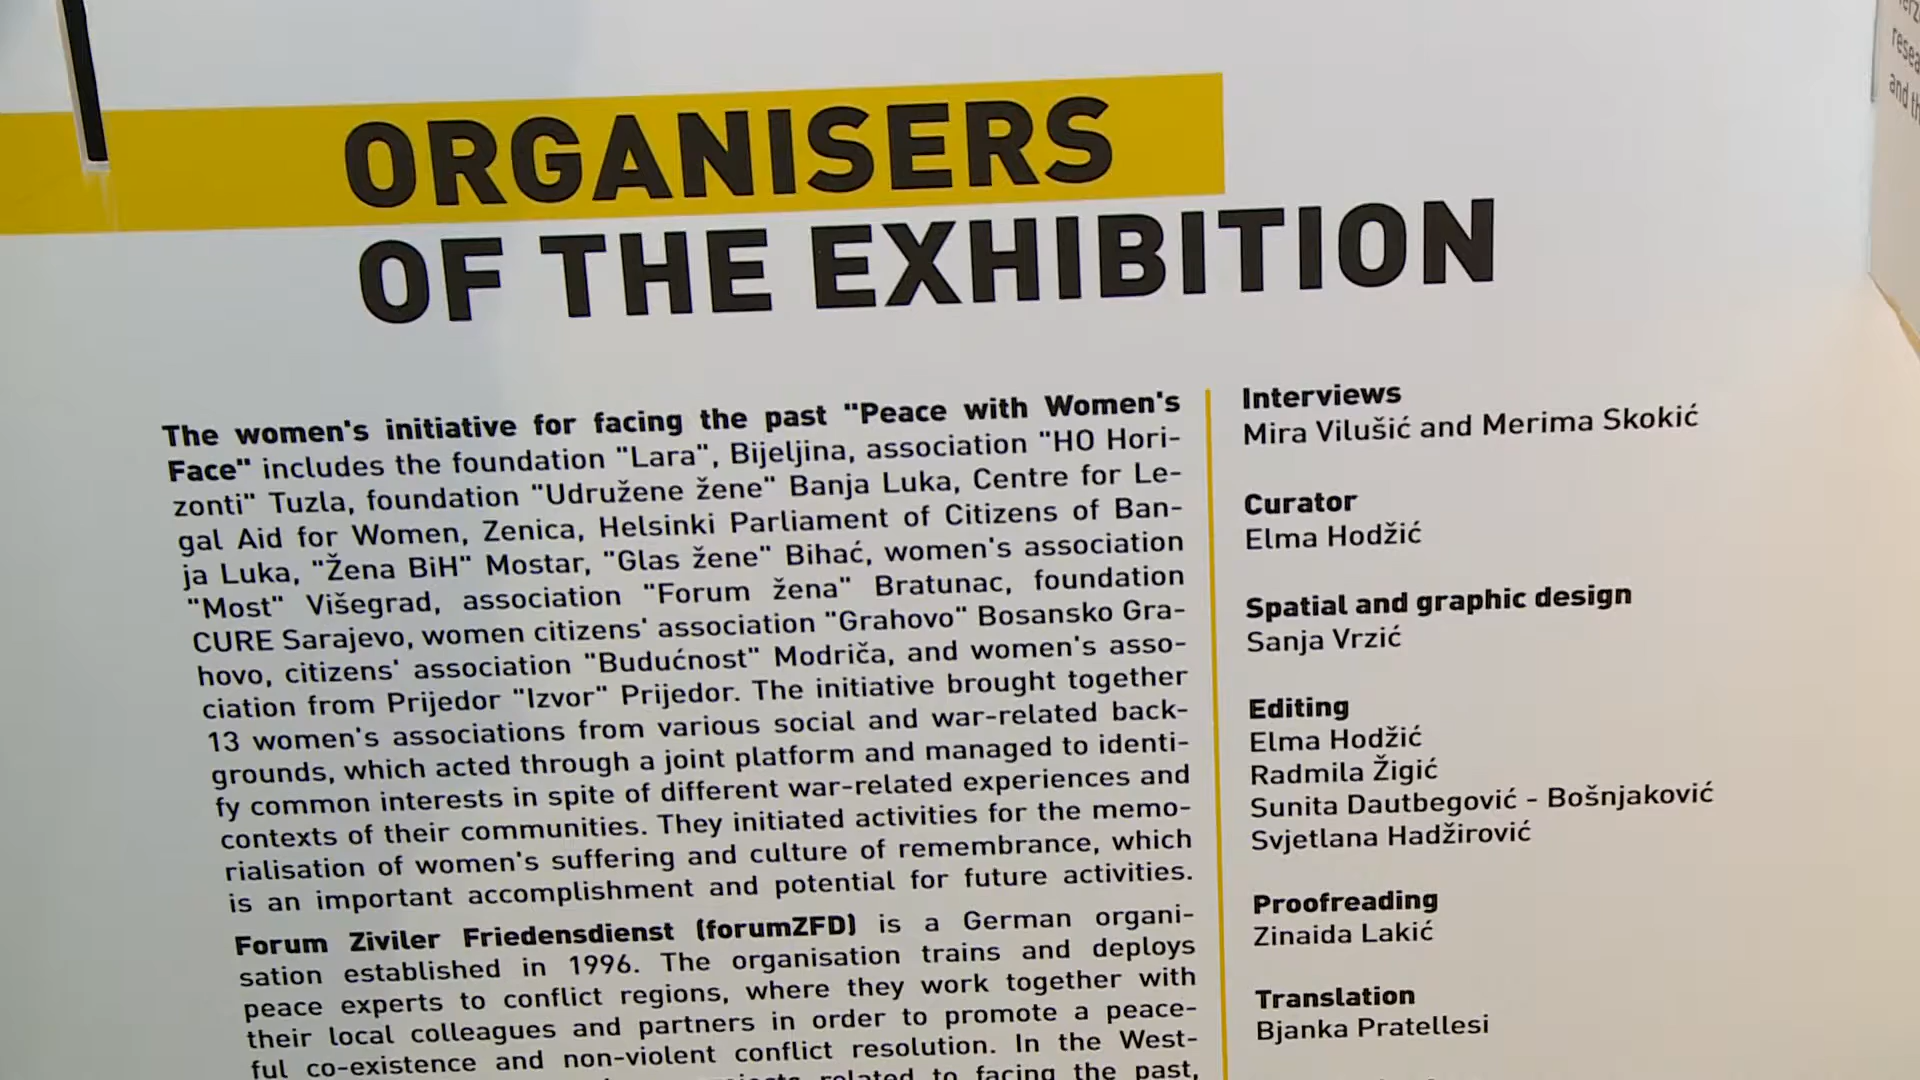 ORGANISERS
OF THE EXHIBITION
The women's initiative for facing the past "Peace with Women's
Face" includes the foundation "Lara", Bijeljina, association "HO Hori-
zonti" Tuzla, foundation "Udružene žene" Banja Luka, Centre for Le-
gal Aid for Women, Zenica, Helsinki Parliament of Citizens of Ban-
ja Luka, "Žena BiH" Mostar, "Glas žene" Bihać, women's association
"Most" Višegrad, association "Forum žena" Bratunac, foundation
CURE Sarajevo, women citizens' association "Grahovo" Bosansko Gra-
hovo, citizens' association "Budućnost" Modriča, and women's asso-
ciation from Prijedor "Izvor" Prijedor. The initiative brought together
13 women's associations from various social and war-related back-
grounds, which acted through a joint platform and managed to identi-
fy common interests in spite of different war-related experiences and
contexts of their communities. They initiated activities for the memo-
rialisation of women's suffering and culture of remembrance, which
is an important accomplishment and potential for future activities.
Forum Ziviler Friedensdienst (forumZFD) is a German organi-
sation established in 1996. The organisation trains and deploys
peace experts to conflict regions, where they work together with
their local colleagues and partners in order to promote a peace-
ful co-existence and non-violent conflict resolution. In the West-
related to facing the past,
Interviews
Mira Vilušić and Merima Skokić
Curator
Elma Hodžić
Spatial and graphic design
Sanja Vrzić
Editing
Elma Hodžić
Radmila Žigić
Sunita Dautbegović - Bošnjaković
Svjetlana Hadžirović
Proofreading
Zinaida Lakić
Translation
Bjanka Pratellesi
and